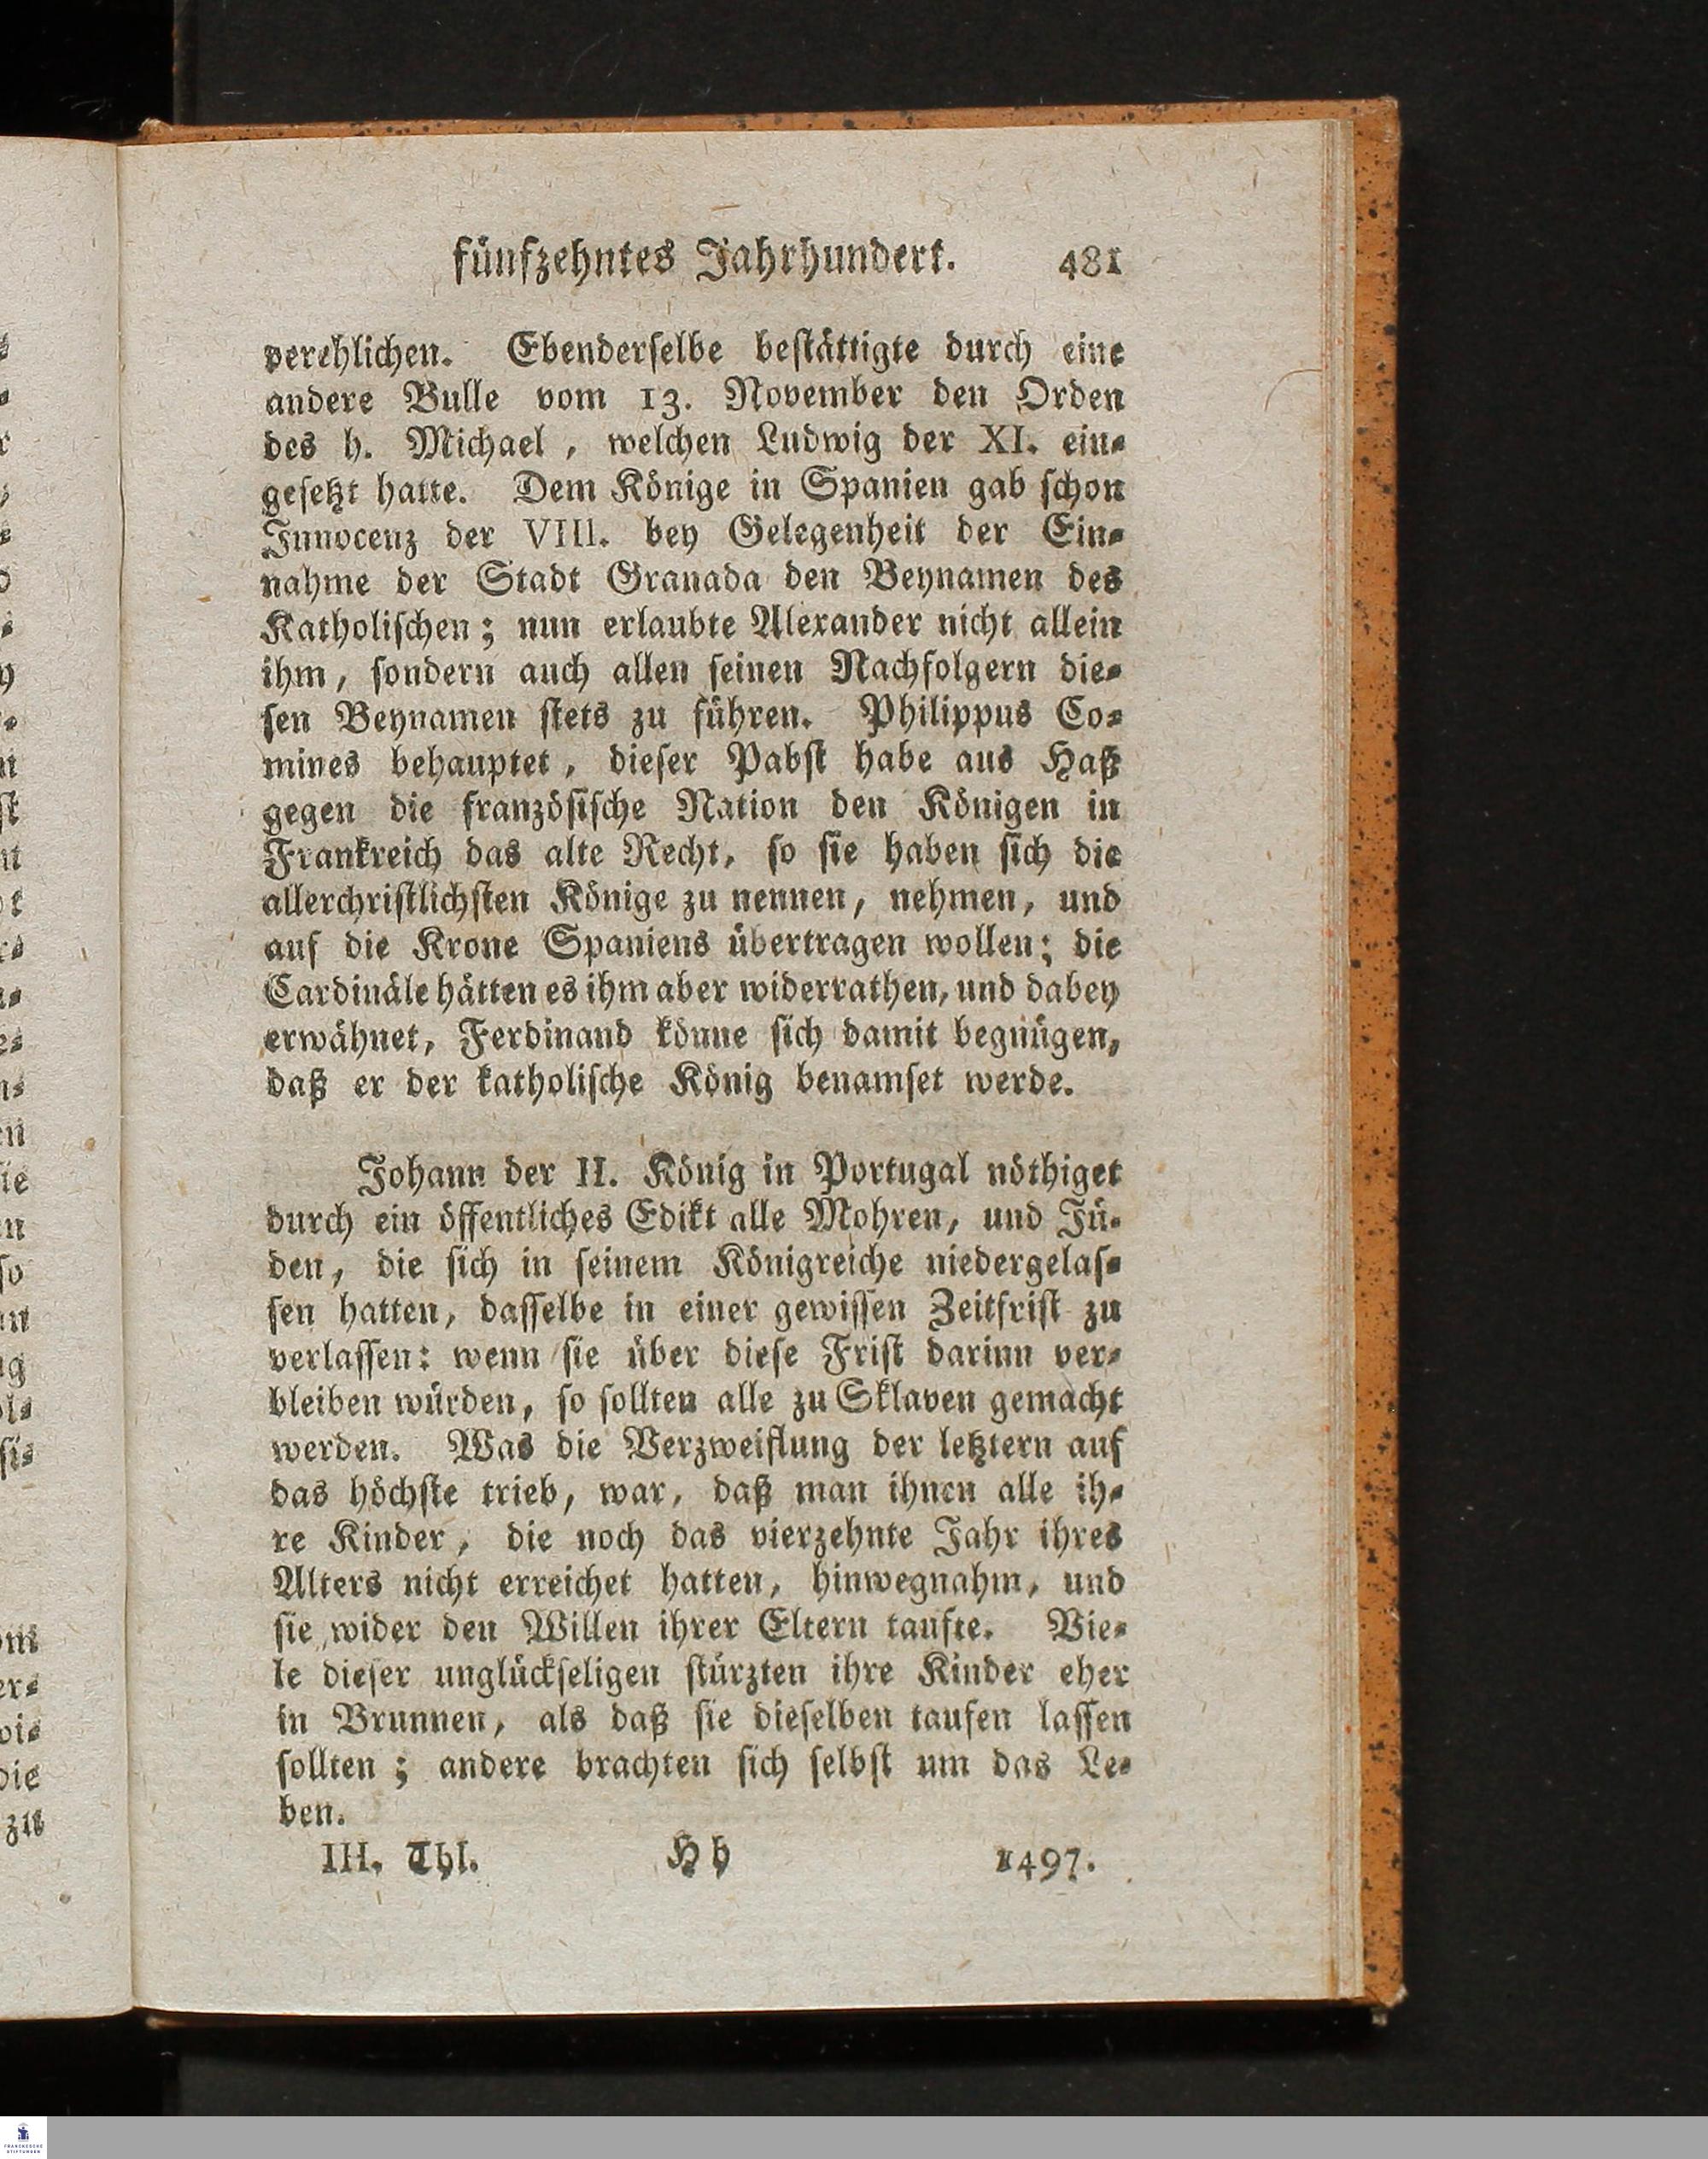 fünfzehntes Jahrhundert. 481
verehlichen. Ebenderselbe bestättigte durch eine
andere Bulle vom 13. November den Orden
des h. Michael, welchen Ludwig der XI. ein-
gesetzt hatte. Dem Könige in Spanien gab schon
Innocenz der VIII. bey Gelegenheit der Ein-
nahme der Stadt Granada den Beynamen des
Katholischen; nun erlaubte Alexander nicht allein
ihm, sondern auch allen seinen Nachfolgern die-
sen Beynamen stets zu führen. Philippus Co-
mines behauptet, dieser Pabst habe aus Haß
gegen die französische Nation den Königen in
Frankreich das alte Recht, so sie haben sich die
allerchristlichsten Könige zu nennen, nehmen, und
auf die Krone Spaniens übertragen wollen; die
Cardinäle hätten es ihm aber widerrathen, und dabey
erwähnet, Ferdinand könne sich damit begnügen,
daß er der katholische König benamset werde.
Johann der II. König in Portugal nöthiget
durch ein öffentliches Edikt alle Mohren, und Jü-
den, die sich in seinem Königreiche niedergelas-
sen hatten, dasselbe in einer gewissen Zeitfrist zu
verlassen: wenn sie über diese Frist darinn ver-
bleiben würden, so sollten alle zu Sklaven gemacht
werden. Was die Verzweiflung der letztern auf
das höchste trieb, war, daß man ihnen alle ih-
re Kinder, die noch das vierzehnte Jahr ihres
Alters nicht erreichet hatten, hinwegnahm, und
sie wider den Willen ihrer Eltern taufte. Vie-
le dieser unglückseligen stürzten ihre Kinder eher
in Brunnen, als daß sie dieselben taufen lassen
sollten; andere brachten sich selbst um das Le-
ben.
III. Thl. Hh 1497.
FRANCKESCHE
STIFTUNGEN